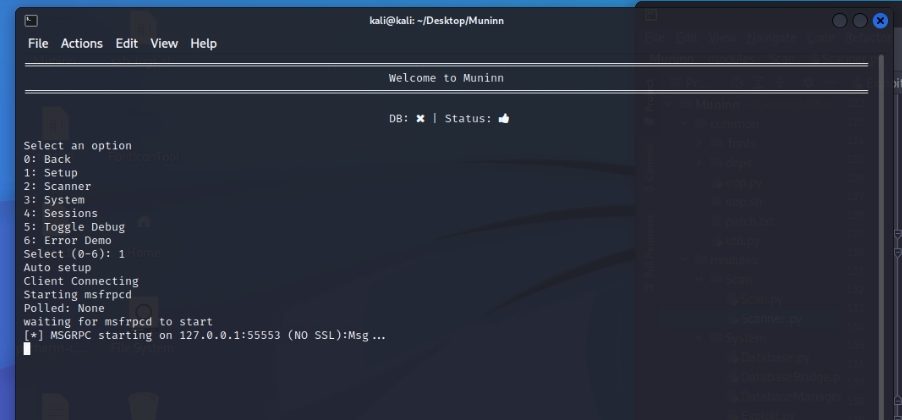 kali@kali: ~/Desktop/Muninn
File Actions Edit View Help
Welcome to Muninn
DB: ✖ | Status: 👍
Select an option
0: Back
1: Setup
2: Scanner
3: System
4: Sessions
5: Toggle Debug
6: Error Demo
Select (0-6): 1
Auto setup
Client Connecting
Starting msfrpcd
Polled: None
waiting for msfrpcd to start
[*] MSGRPC starting on 127.0.0.1:55553 (NO SSL):Msg...